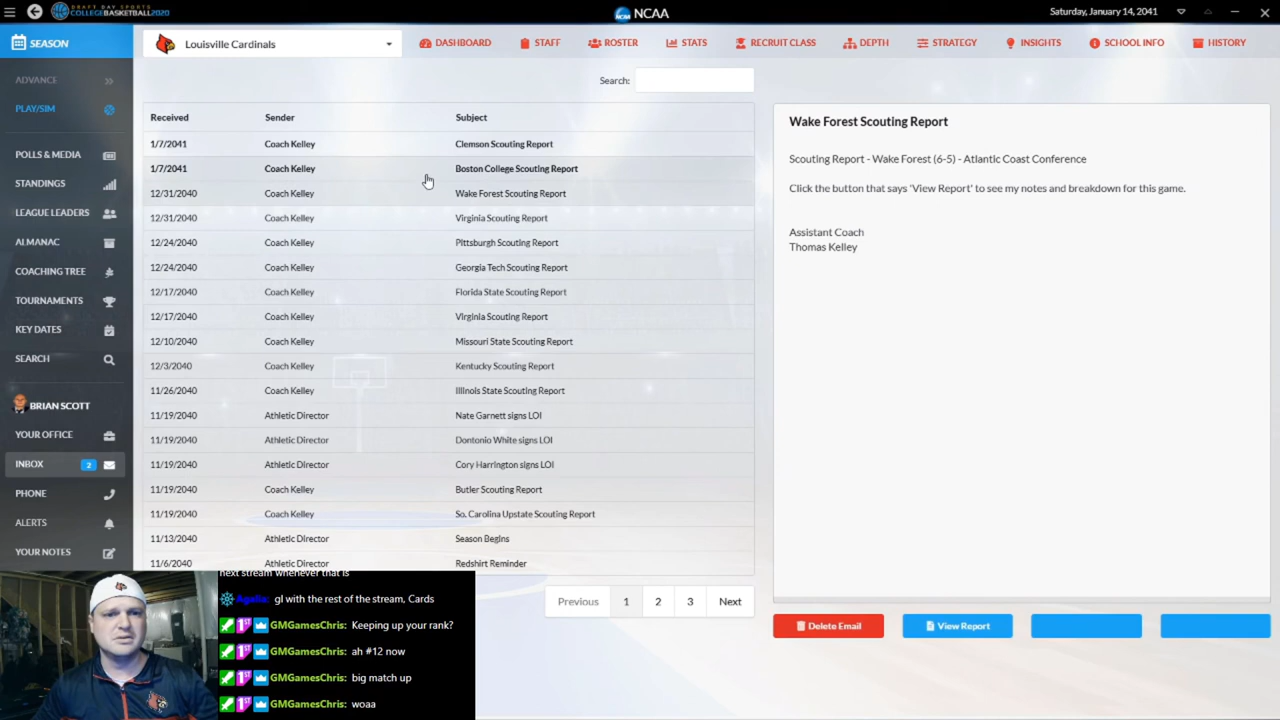 DRAFT DAY SPORTS
COLLEGE BASKETBALL 2020
NCAA
Saturday, January 14, 2041
SEASON
Louisville Cardinals
DASHBOARD
STAFF
ROSTER
STATS
RECRUIT CLASS
DEPTH
STRATEGY
INSIGHTS
SCHOOL INFO
HISTORY
ADVANCE
PLAY/SIM
POLLS & MEDIA
STANDINGS
LEAGUE LEADERS
ALMANAC
COACHING TREE
TOURNAMENTS
KEY DATES
SEARCH
BRIAN SCOTT
YOUR OFFICE
INBOX 2
PHONE
ALERTS
YOUR NOTES
Search:
Received Sender Subject
1/7/2041 Coach Kelley Clemson Scouting Report
1/7/2041 Coach Kelley Boston College Scouting Report
12/31/2040 Coach Kelley Wake Forest Scouting Report
12/31/2040 Coach Kelley Virginia Scouting Report
12/24/2040 Coach Kelley Pittsburgh Scouting Report
12/24/2040 Coach Kelley Georgia Tech Scouting Report
12/17/2040 Coach Kelley Florida State Scouting Report
12/17/2040 Coach Kelley Virginia Scouting Report
12/10/2040 Coach Kelley Missouri State Scouting Report
12/3/2040 Coach Kelley Kentucky Scouting Report
11/26/2040 Coach Kelley Illinois State Scouting Report
11/19/2040 Athletic Director Nate Garnett signs LOI
11/19/2040 Athletic Director Dontonio White signs LOI
11/19/2040 Athletic Director Cory Harrington signs LOI
11/19/2040 Coach Kelley Butler Scouting Report
11/19/2040 Coach Kelley So. Carolina Upstate Scouting Report
11/13/2040 Athletic Director Season Begins
11/6/2040 Athletic Director Redshirt Reminder
Previous 1 2 3 Next
Wake Forest Scouting Report
Scouting Report - Wake Forest (6-5) - Atlantic Coast Conference
Click the button that says 'View Report' to see my notes and breakdown for this game.
Assistant Coach
Thomas Kelley
Delete Email
View Report
next stream whenever that is
Agafia: gl with the rest of the stream, Cards
1ST GMGamesChris: Keeping up your rank?
1ST GMGamesChris: ah #12 now
1ST GMGamesChris: big match up
1ST GMGamesChris: woaa